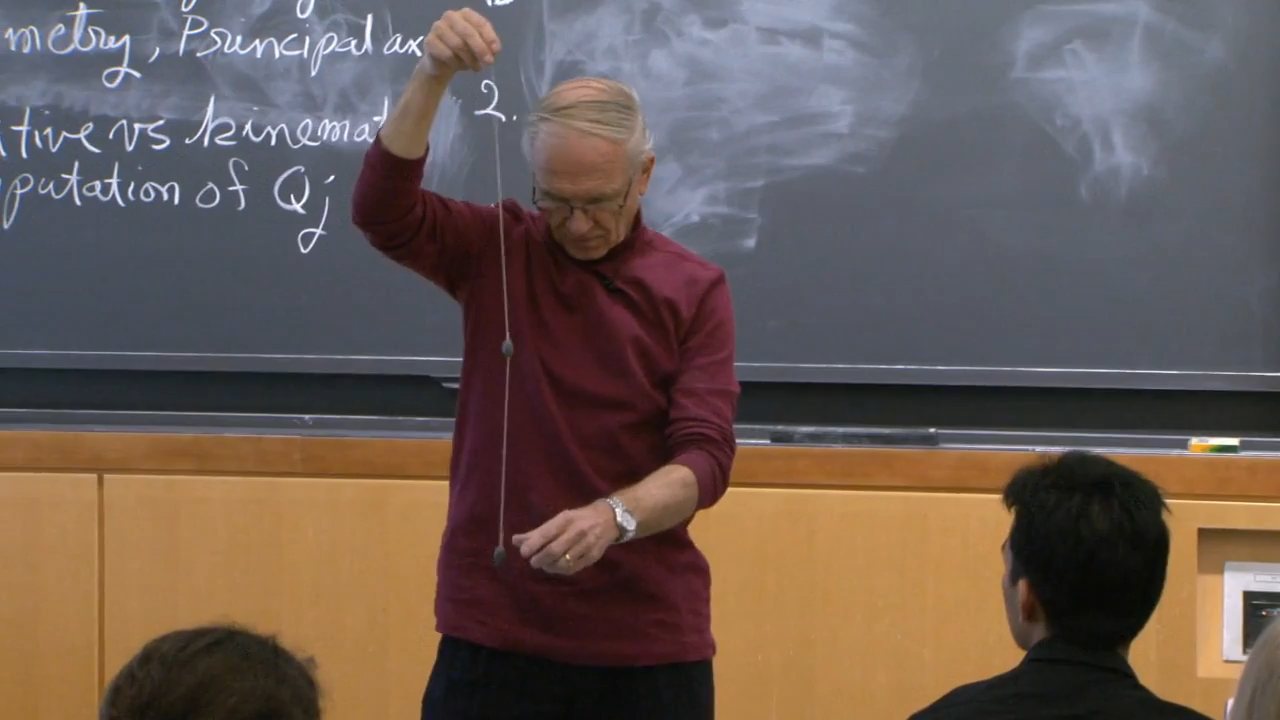 metry, Principal ax
2.
tive vs kinemat
putation of Qj